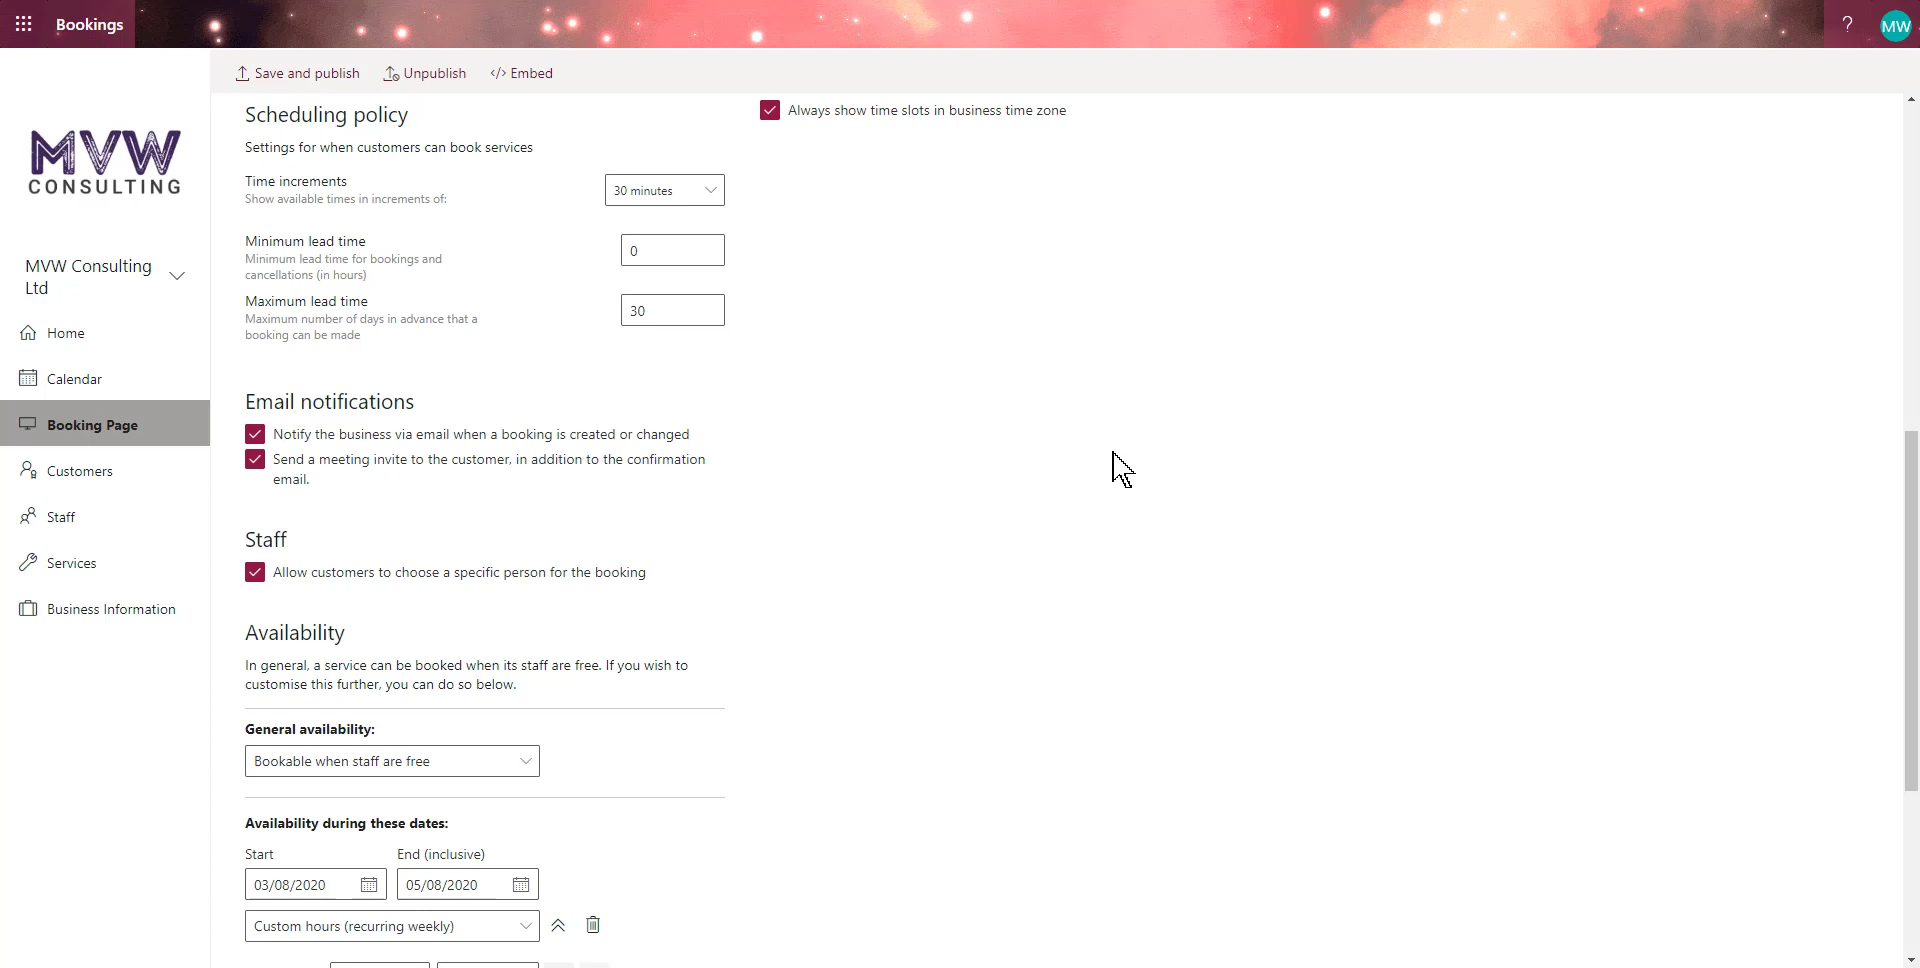 Bookings
?
MW
Save and publish
Unpublish
</> Embed
MVW
CONSULTING
MVW Consulting
Ltd
Home
Calendar
Booking Page
Customers
Staff
Services
Business Information
Scheduling policy
Always show time slots in business time zone
Settings for when customers can book services
Time increments
Show available times in increments of:
30 minutes
Minimum lead time
Minimum lead time for bookings and
cancellations (in hours)
0
Maximum lead time
Maximum number of days in advance that a
booking can be made
30
Email notifications
Notify the business via email when a booking is created or changed
Send a meeting invite to the customer, in addition to the confirmation
email.
Staff
Allow customers to choose a specific person for the booking
Availability
In general, a service can be booked when its staff are free. If you wish to
customise this further, you can do so below.
General availability:
Bookable when staff are free
Availability during these dates:
Start
End (inclusive)
03/08/2020
05/08/2020
Custom hours (recurring weekly)